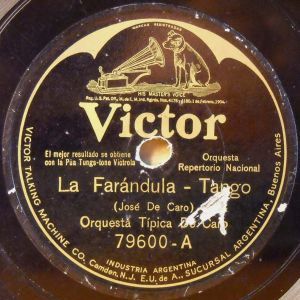 HIS MASTER'S VOICE
Victor
El mejor resultado se obtiene
con la Púa Tungs-tone Victrola
Orquesta
Repertorio Nacional
La Farándula - Tango
(José De Caro)
Orquesta Típica De Caro
79600-A
INDUSTRIA ARGENTINA
VICTOR TALKING MACHINE CO. Camden, N.J. E.U. de A., SUCURSAL ARGENTINA, Buenos Aires